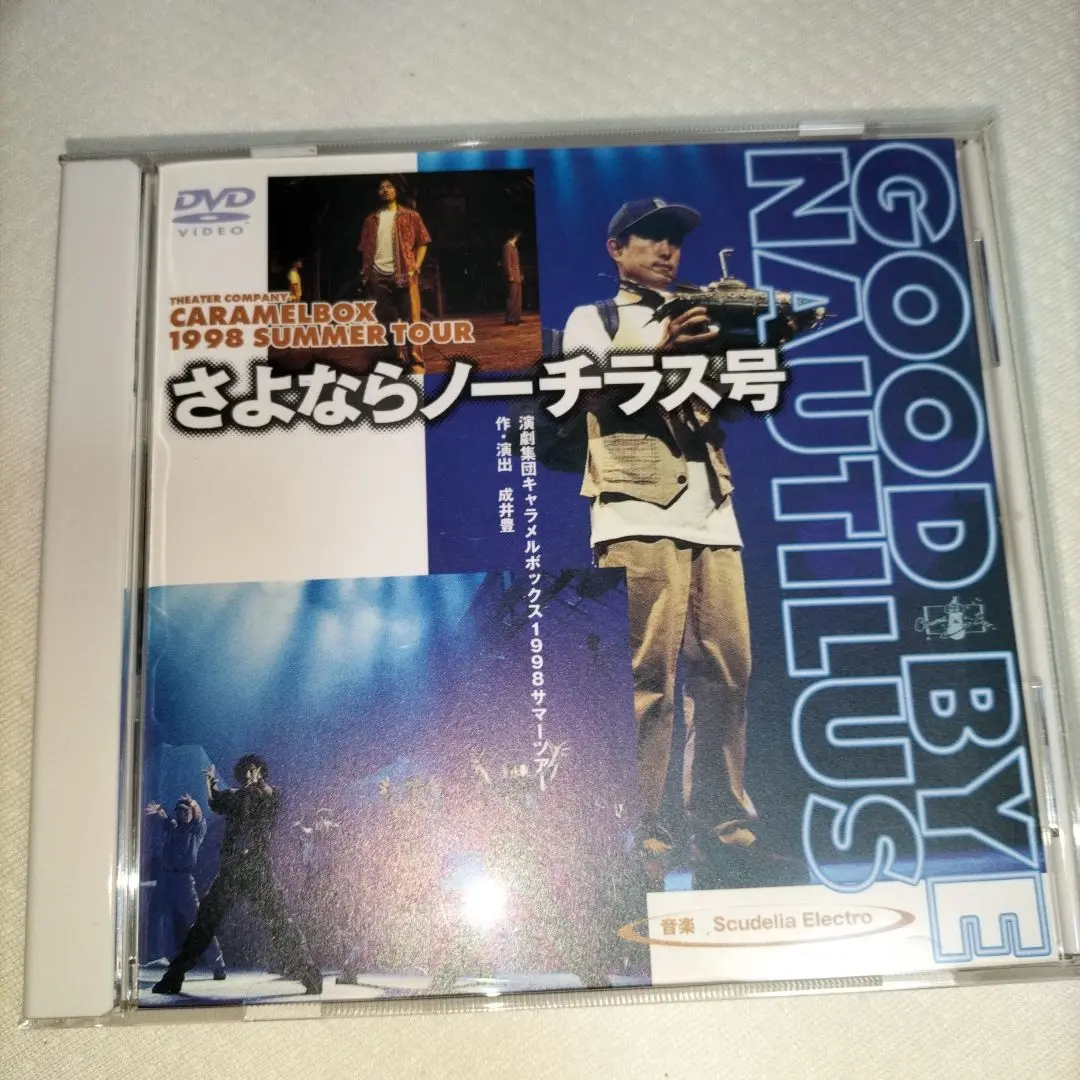 DVD
VIDEO
THEATER COMPANY
CARAMELBOX
1998 SUMMER TOUR
さよならノーチラス号
演劇集団キャラメルボックス1998サマーツアー
作・演出 成井豊
GOOD BYE
NAUTILUS
音楽 Scudelia Electro